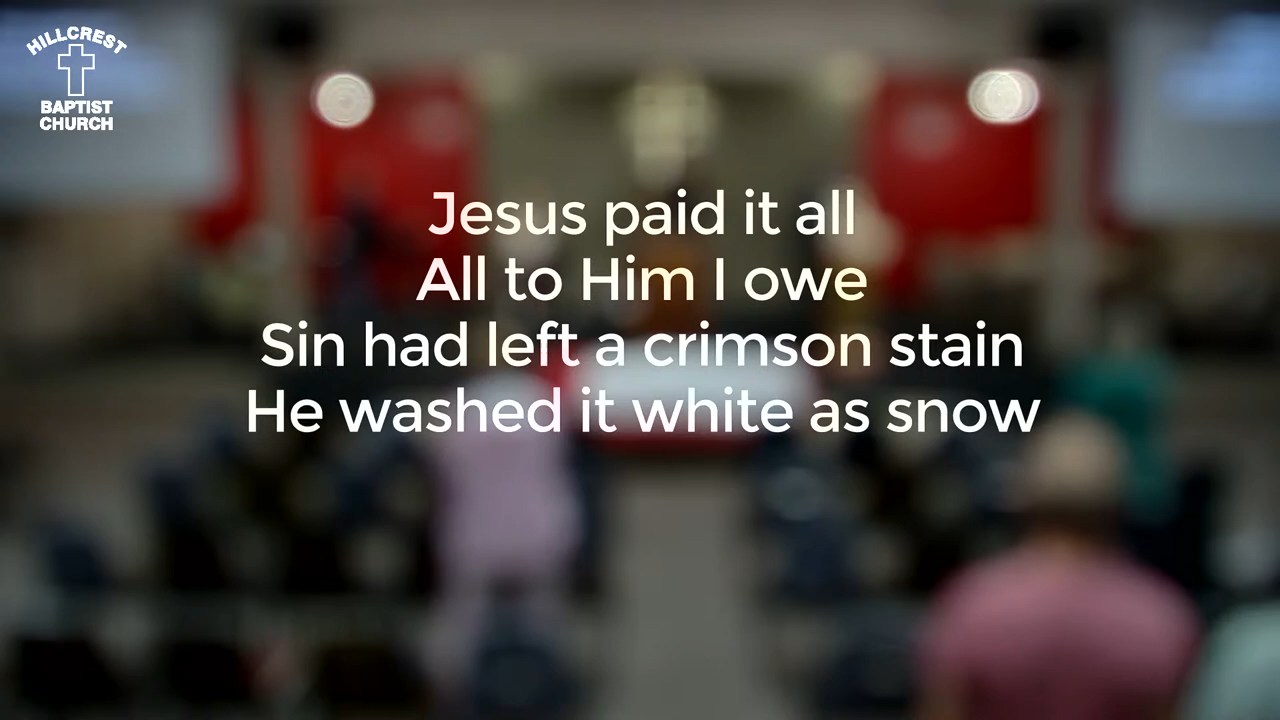 HILLCREST
BAPTIST
CHURCH
Jesus paid it all
All to Him I owe
Sin had left a crimson stain
He washed it white as snow